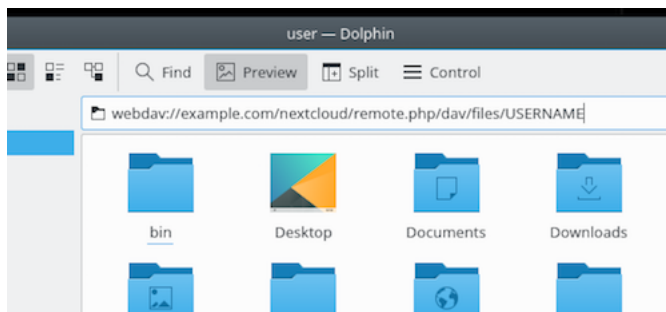 user — Dolphin
Find Preview Split Control
webdav://example.com/nextcloud/remote.php/dav/files/USERNAME
bin Desktop Documents Downloads